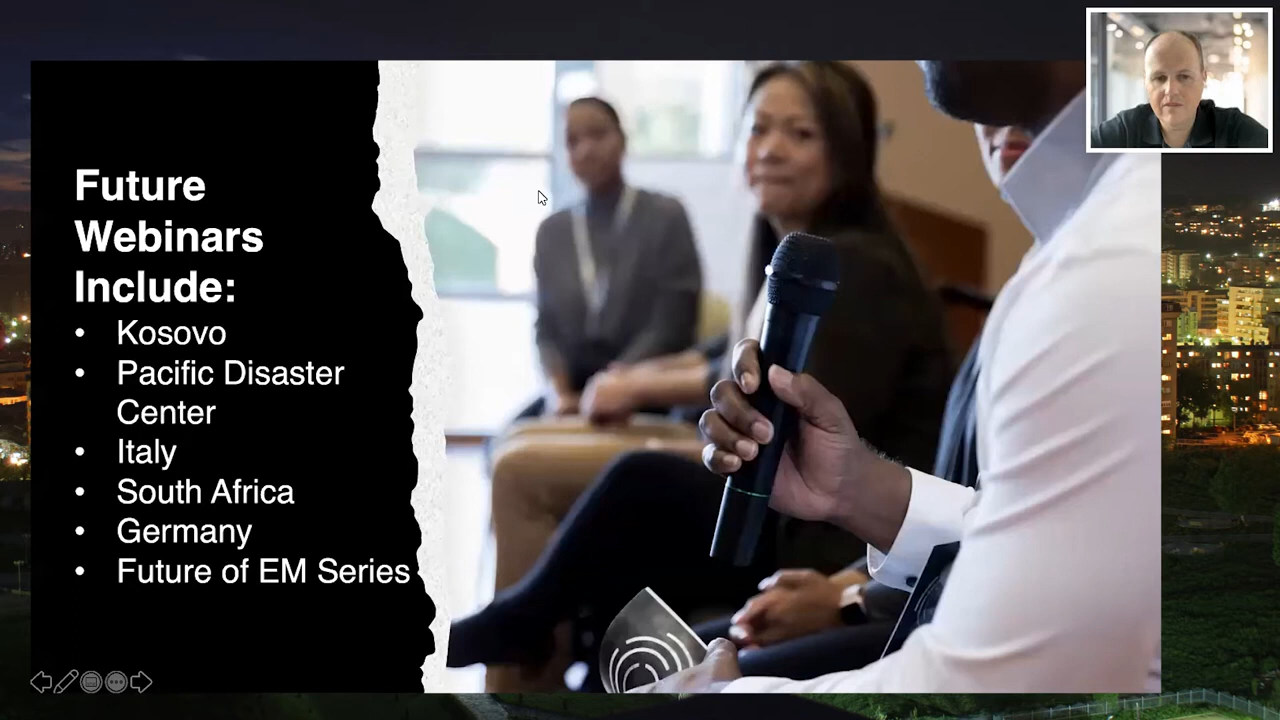 Future
Webinars
Include:
• Kosovo
• Pacific Disaster
Center
• Italy
• South Africa
• Germany
• Future of EM Series